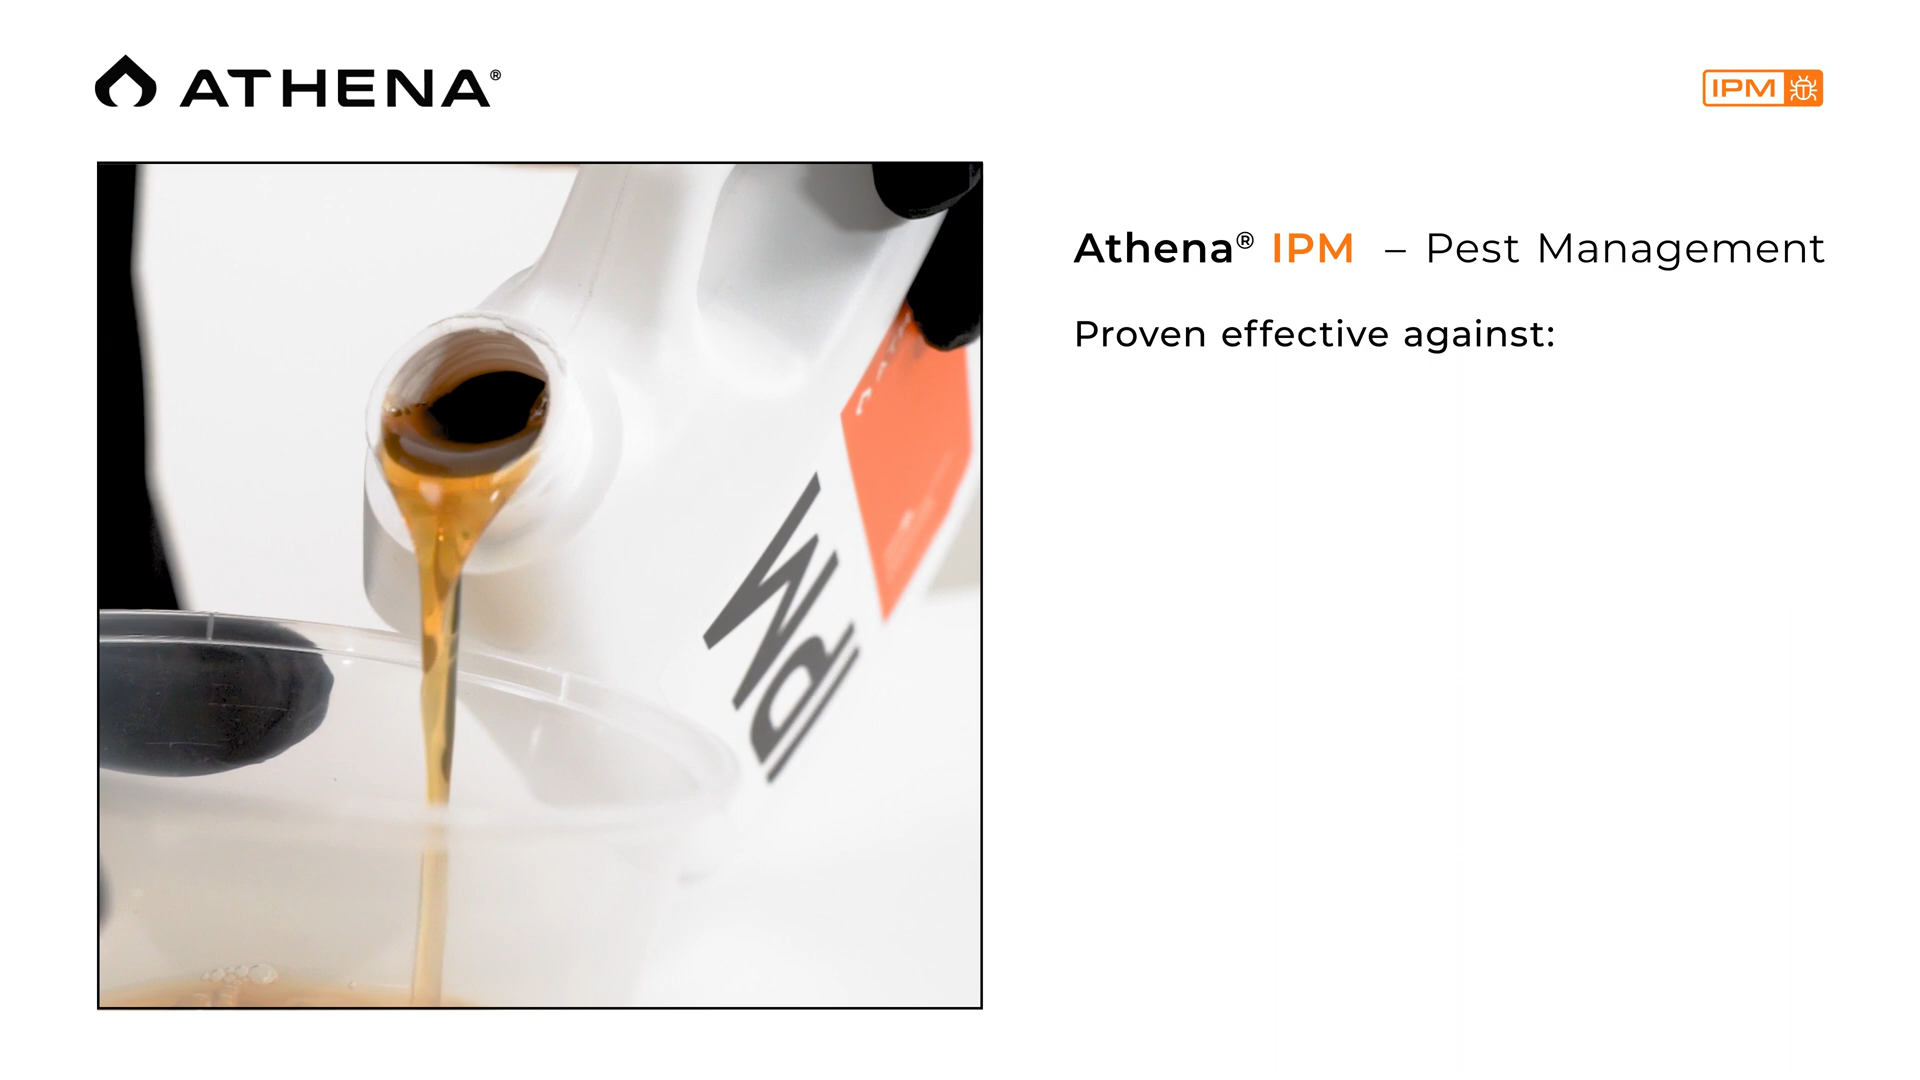 ATHENA®
IPM
Athena® IPM – Pest Management
Proven effective against:
IPM